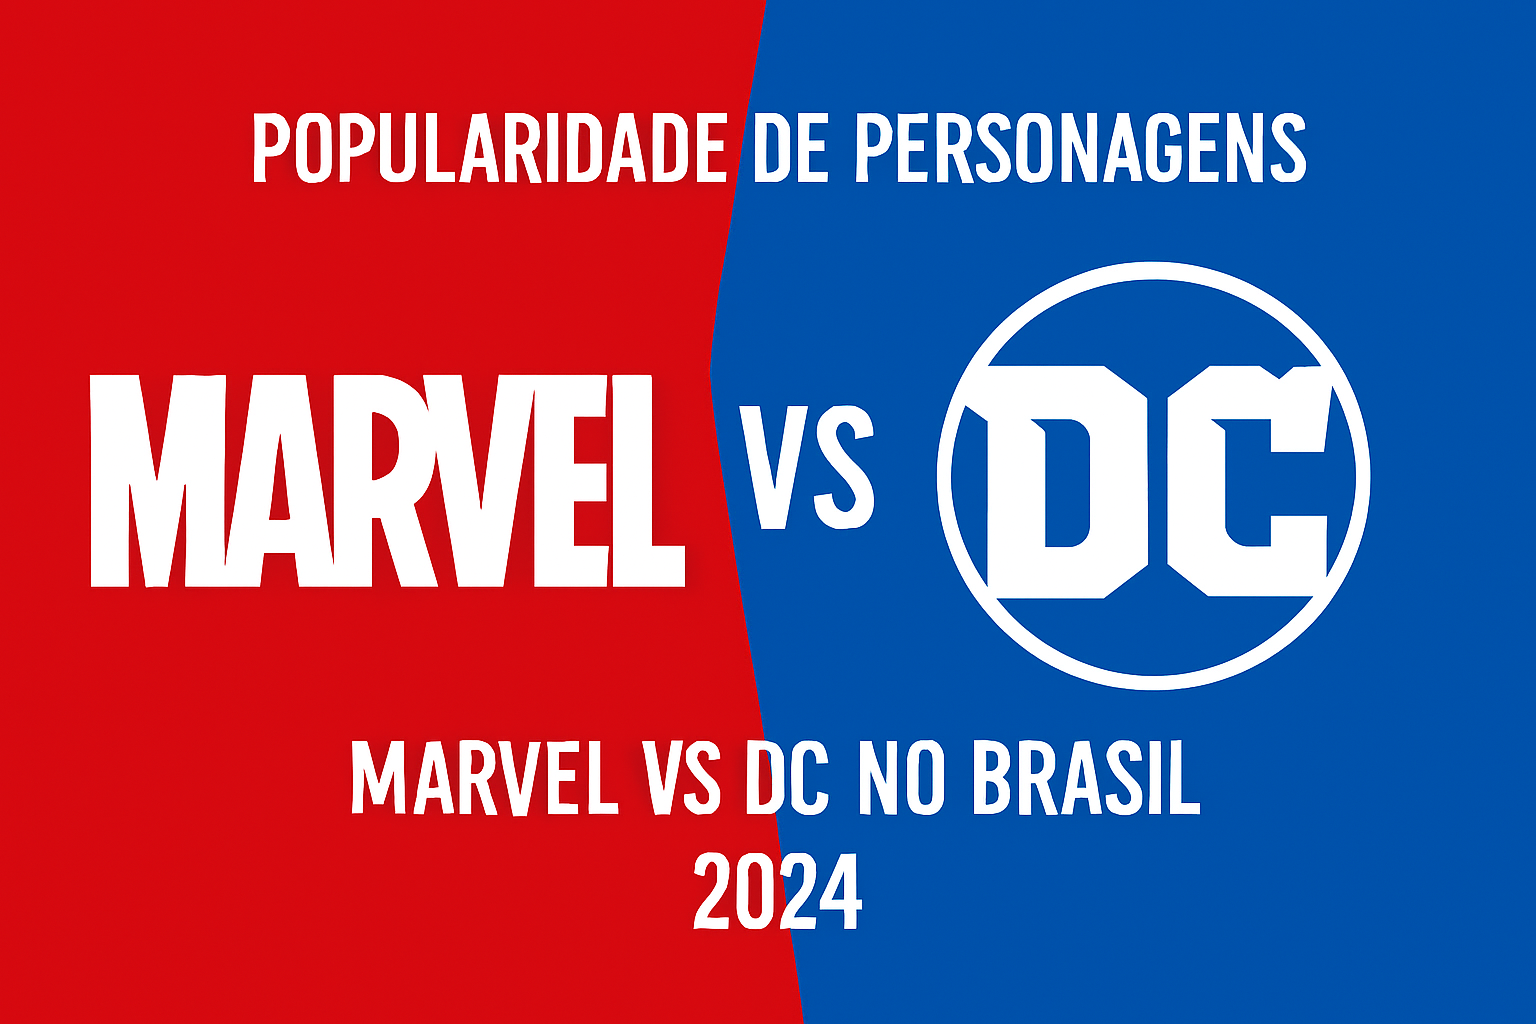 POPULARIDADE DE PERSONAGENS
MARVEL VS DC
MARVEL VS DC NO BRASIL
2024